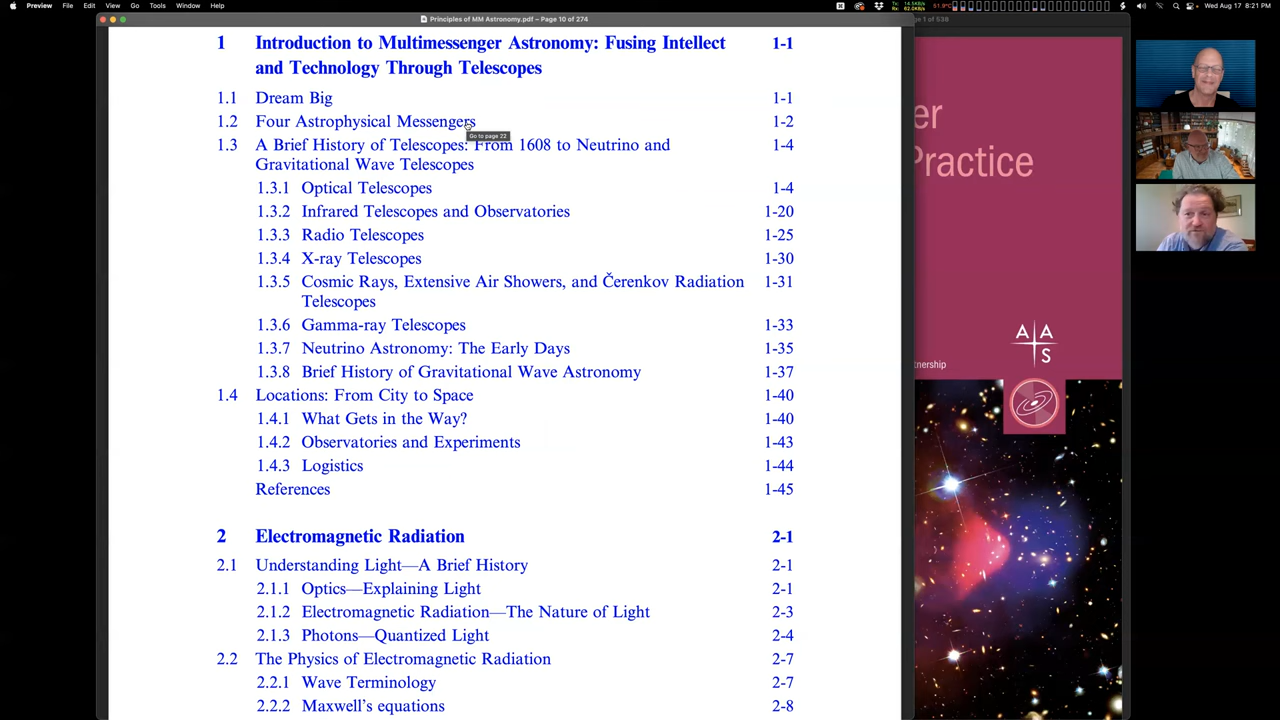 Preview File Edit View Go Tools Window Help
Wed Aug 17 8:21 PM
Principles of MM Astronomy.pdf – Page 10 of 274
1 Introduction to Multimessenger Astronomy: Fusing Intellect 1-1
and Technology Through Telescopes
1.1 Dream Big 1-1
1.2 Four Astrophysical Messengers 1-2
Go to page 22
1.3 A Brief History of Telescopes: From 1608 to Neutrino and 1-4
Gravitational Wave Telescopes
1.3.1 Optical Telescopes 1-4
1.3.2 Infrared Telescopes and Observatories 1-20
1.3.3 Radio Telescopes 1-25
1.3.4 X-ray Telescopes 1-30
1.3.5 Cosmic Rays, Extensive Air Showers, and Čerenkov Radiation 1-31
Telescopes
1.3.6 Gamma-ray Telescopes 1-33
1.3.7 Neutrino Astronomy: The Early Days 1-35
1.3.8 Brief History of Gravitational Wave Astronomy 1-37
1.4 Locations: From City to Space 1-40
1.4.1 What Gets in the Way? 1-40
1.4.2 Observatories and Experiments 1-43
1.4.3 Logistics 1-44
References 1-45
2 Electromagnetic Radiation 2-1
2.1 Understanding Light—A Brief History 2-1
2.1.1 Optics—Explaining Light 2-1
2.1.2 Electromagnetic Radiation—The Nature of Light 2-3
2.1.3 Photons—Quantized Light 2-4
2.2 The Physics of Electromagnetic Radiation 2-7
2.2.1 Wave Terminology 2-7
2.2.2 Maxwell's equations 2-8
1 of 538
er
Practice
A A
S
nership